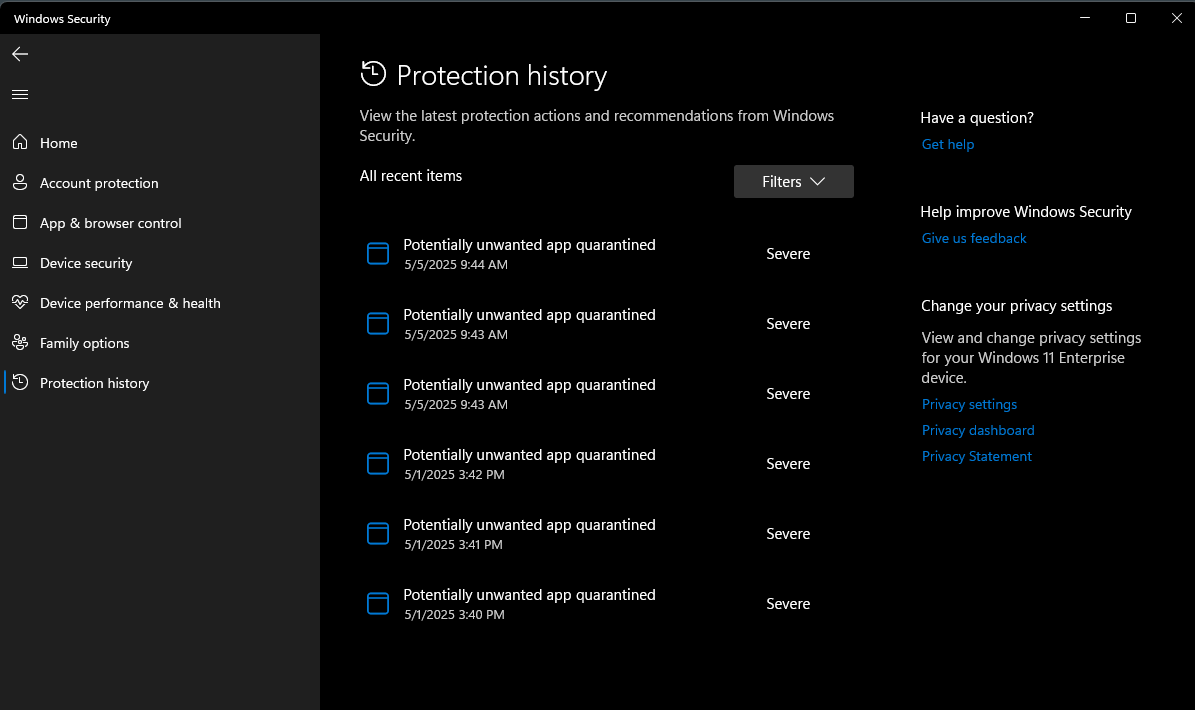 Windows Security
Home
Account protection
App & browser control
Device security
Device performance & health
Family options
Protection history
Protection history
View the latest protection actions and recommendations from Windows
Security.
All recent items
Filters
Potentially unwanted app quarantined
5/5/2025 9:44 AM
Severe
Potentially unwanted app quarantined
5/5/2025 9:43 AM
Severe
Potentially unwanted app quarantined
5/5/2025 9:43 AM
Severe
Potentially unwanted app quarantined
5/1/2025 3:42 PM
Severe
Potentially unwanted app quarantined
5/1/2025 3:41 PM
Severe
Potentially unwanted app quarantined
5/1/2025 3:40 PM
Severe
Have a question?
Get help
Help improve Windows Security
Give us feedback
Change your privacy settings
View and change privacy settings
for your Windows 11 Enterprise
device.
Privacy settings
Privacy dashboard
Privacy Statement